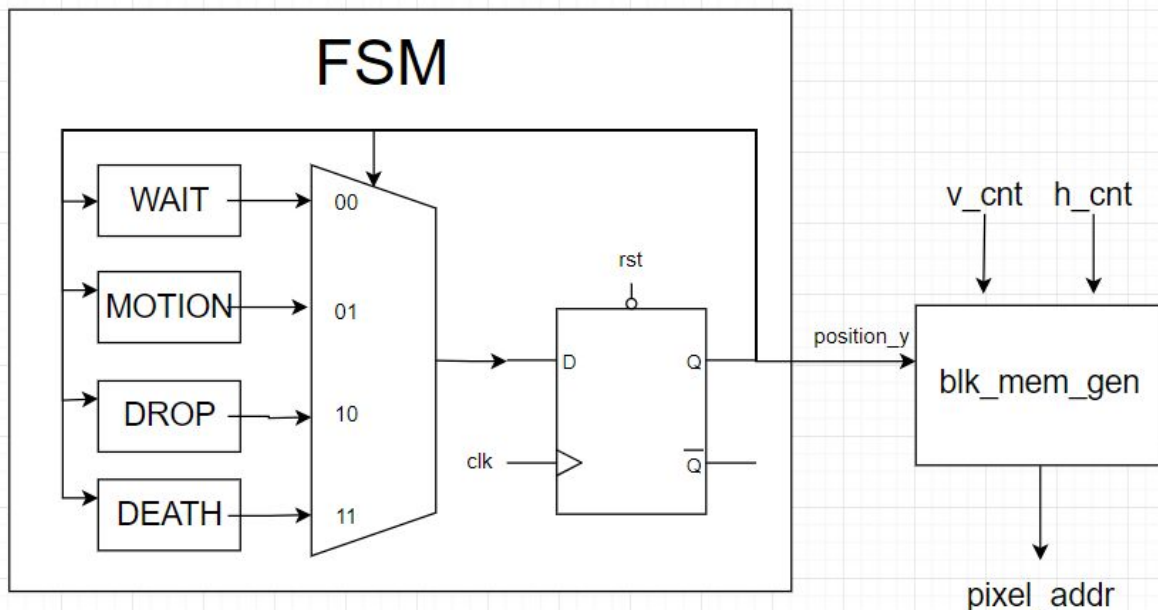 FSM
WAIT
00
MOTION
01
DROP
10
DEATH
11
rst
D
Q
clk
Q
position_y
v_cnt
h_cnt
blk_mem_gen
pixel_addr